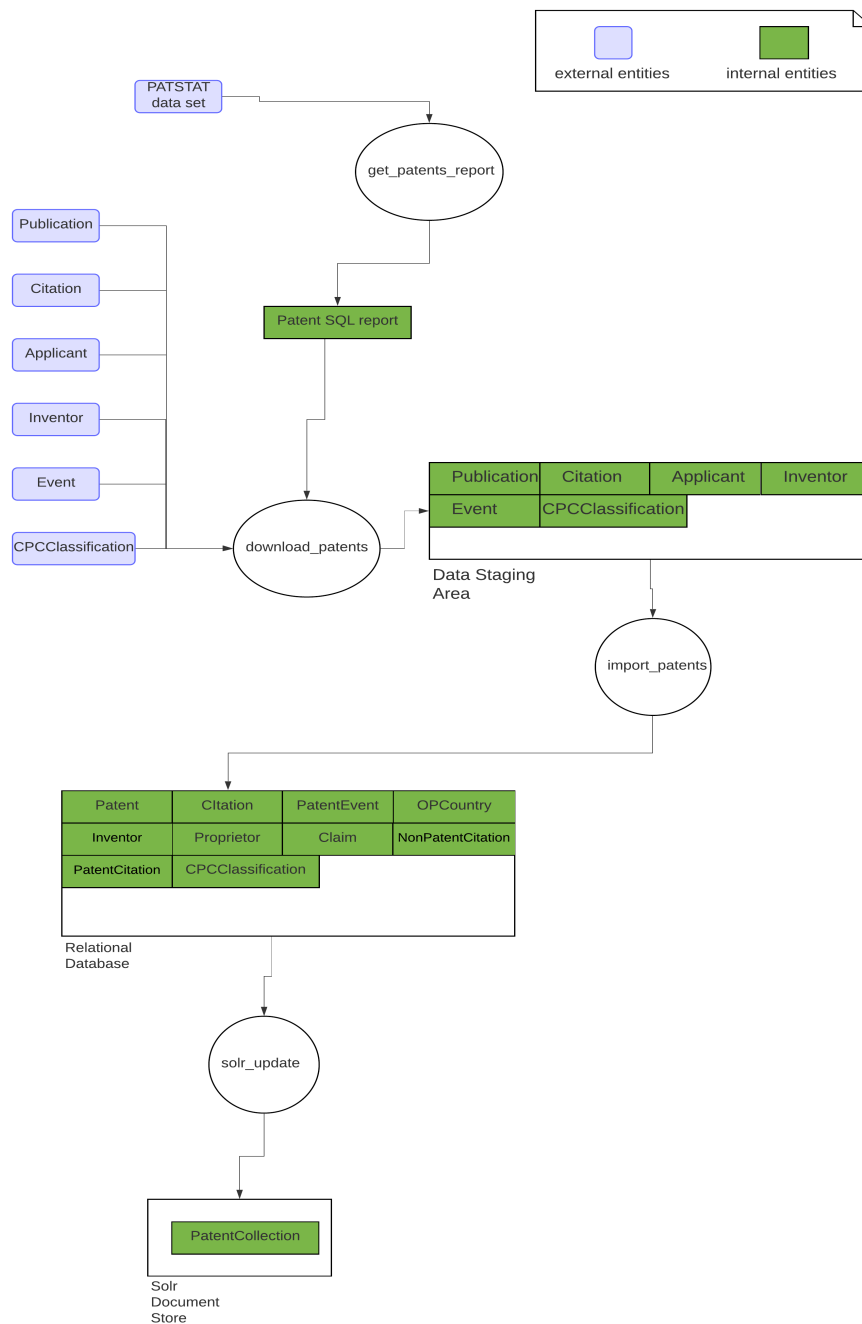 external entities
internal entities
PATSTAT
data set
get_patents_report
Publication
Citation
Applicant
Inventor
Event
CPCClassification
Patent SQL report
download_patents
Publication
Citation
Applicant
Inventor
Event
CPCClassification
Data Staging
Area
import_patents
Patent
CItation
PatentEvent
OPCountry
Inventor
Proprietor
Claim
NonPatentCitation
PatentCitation
CPCClassification
Relational
Database
solr_update
PatentCollection
Solr
Document
Store